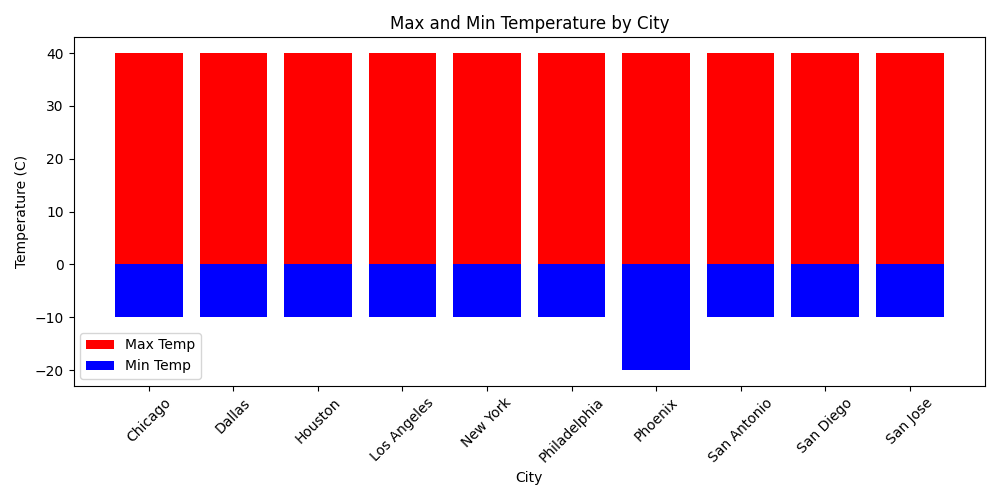 Max and Min Temperature by City
Temperature (C)
40
30
20
10
0
−10
−20
Max Temp
Min Temp
Chicago
Dallas
Houston
Los Angeles
New York
Philadelphia
Phoenix
San Antonio
San Diego
San Jose
City